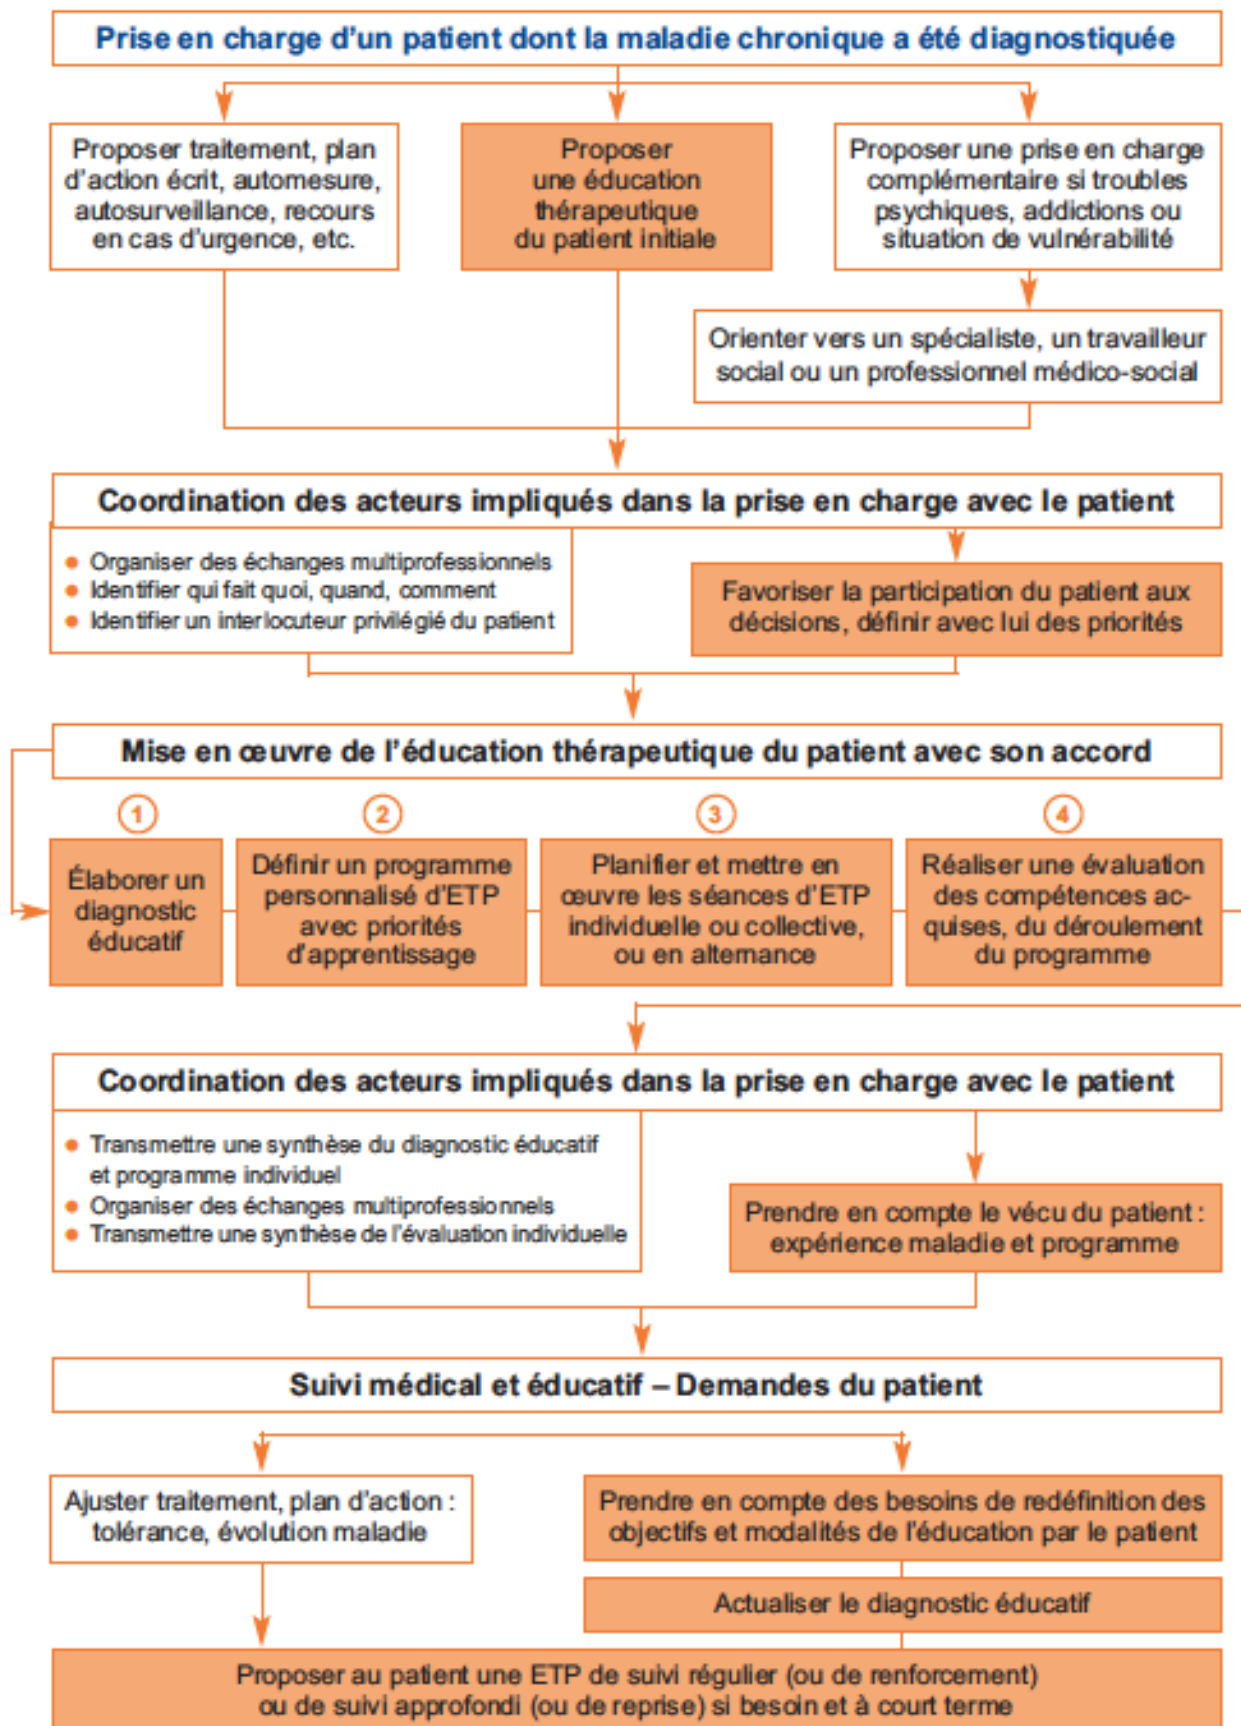 Prise en charge d'un patient dont la maladie chronique a été diagnostiquée
Proposer traitement, plan
d'action écrit, automesure,
autosurveillance, recours
en cas d'urgence, etc.
Proposer
une éducation
thérapeutique
du patient initiale
Proposer une prise en charge
complémentaire si troubles
psychiques, addictions ou
situation de vulnérabilité
Orienter vers un spécialiste, un travailleur
social ou un professionnel médico-social
Coordination des acteurs impliqués dans la prise en charge avec le patient
• Organiser des échanges multiprofessionnels
• Identifier qui fait quoi, quand, comment
• Identifier un interlocuteur privilégié du patient
Favoriser la participation du patient aux
décisions, définir avec lui des priorités
Mise en œuvre de l'éducation thérapeutique du patient avec son accord
1
Élaborer un
diagnostic
éducatif
2
Définir un programme
personnalisé d'ETP
avec priorités
d'apprentissage
3
Planifier et mettre en
œuvre les séances d'ETP
individuelle ou collective,
ou en alternance
4
Réaliser une évaluation
des compétences ac-
quises, du déroulement
du programme
Coordination des acteurs impliqués dans la prise en charge avec le patient
• Transmettre une synthèse du diagnostic éducatif
et programme individuel
• Organiser des échanges multiprofessionnels
• Transmettre une synthèse de l'évaluation individuelle
Prendre en compte le vécu du patient :
expérience maladie et programme
Suivi médical et éducatif – Demandes du patient
Ajuster traitement, plan d'action :
tolérance, évolution maladie
Prendre en compte des besoins de redéfinition des
objectifs et modalités de l'éducation par le patient
Actualiser le diagnostic éducatif
Proposer au patient une ETP de suivi régulier (ou de renforcement)
ou de suivi approfondi (ou de reprise) si besoin et à court terme